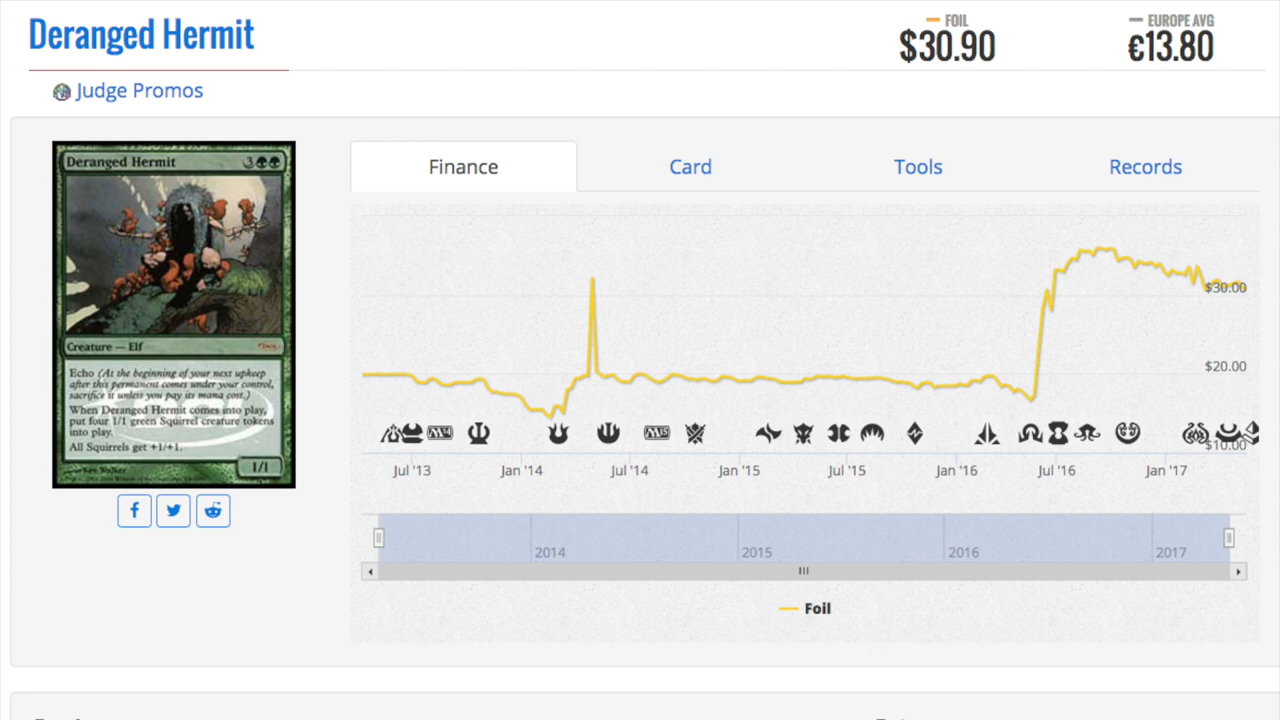 Deranged Hermit
FOIL
$30.90
EUROPE AVG
€13.80
Judge Promos
Deranged Hermit 3
Creature — Elf
Echo (At the beginning of your next upkeep
after this permanent comes under your control,
sacrifice it unless you pay its mana cost.)
When Deranged Hermit comes into play,
put four 1/1 green Squirrel creature tokens
into play.
All Squirrels get +1/+1.
1/1
Finance
Card
Tools
Records
$30.00
$20.00
$10.00
Jul '13
Jan '14
Jul '14
Jan '15
Jul '15
Jan '16
Jul '16
Jan '17
2014
2015
2016
2017
Foil